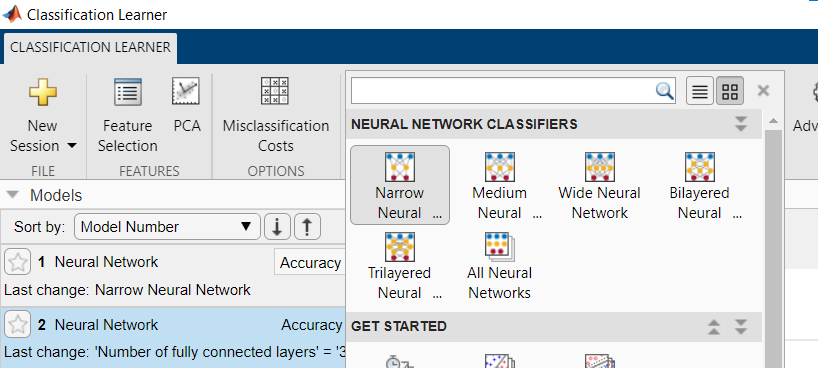 Classification Learner
CLASSIFICATION LEARNER
New
Session
Feature
Selection
PCA
Misclassification
Costs
FILE
FEATURES
OPTIONS
Adv
NEURAL NETWORK CLASSIFIERS
Narrow
Neural ...
Medium
Neural ...
Wide Neural
Network
Bilayered
Neural ...
Trilayered
Neural ...
All Neural
Networks
GET STARTED
Models
Sort by: Model Number
1 Neural Network Accuracy
Last change: Narrow Neural Network
2 Neural Network Accuracy
Last change: 'Number of fully connected layers' = '3